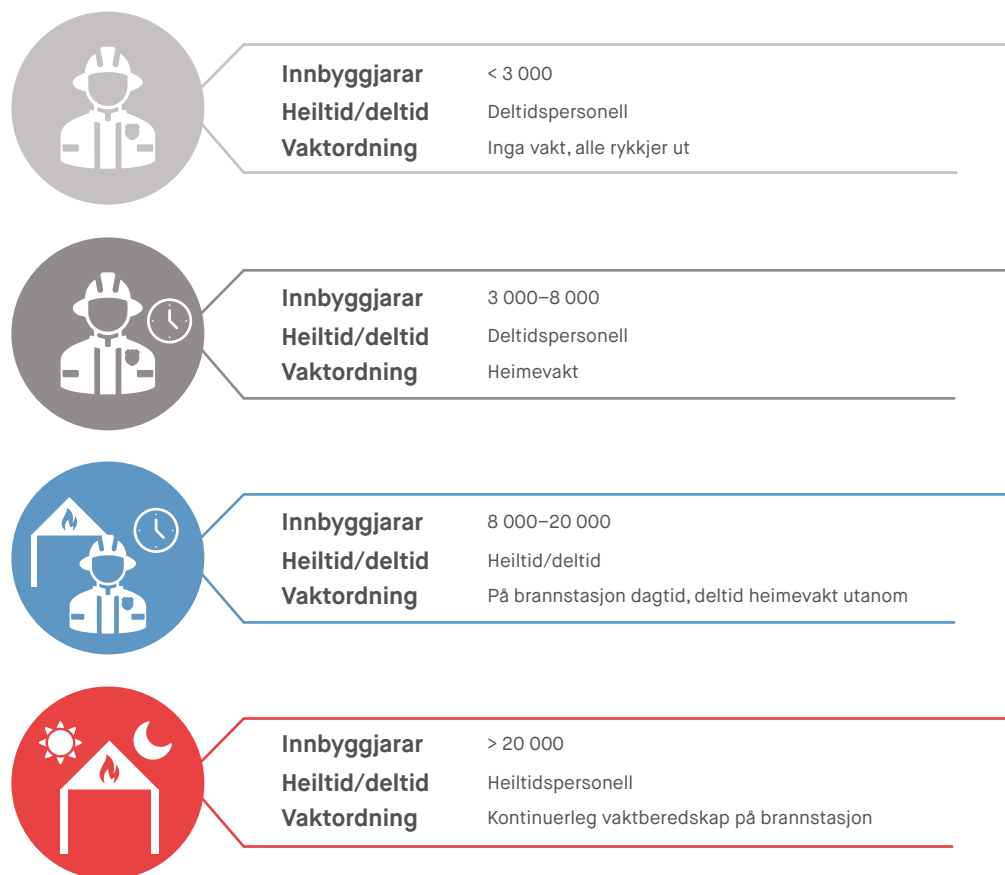 Innbyggjarar < 3 000
Heiltid/deltid Deltidspersonell
Vaktordning Inga vakt, alle rykkjer ut
Innbyggjarar 3 000–8 000
Heiltid/deltid Deltidspersonell
Vaktordning Heimevakt
Innbyggjarar 8 000–20 000
Heiltid/deltid Heiltid/deltid
Vaktordning På brannstasjon dagtid, deltid heimevakt utanom
Innbyggjarar > 20 000
Heiltid/deltid Heiltidspersonell
Vaktordning Kontinuerleg vaktberedskap på brannstasjon